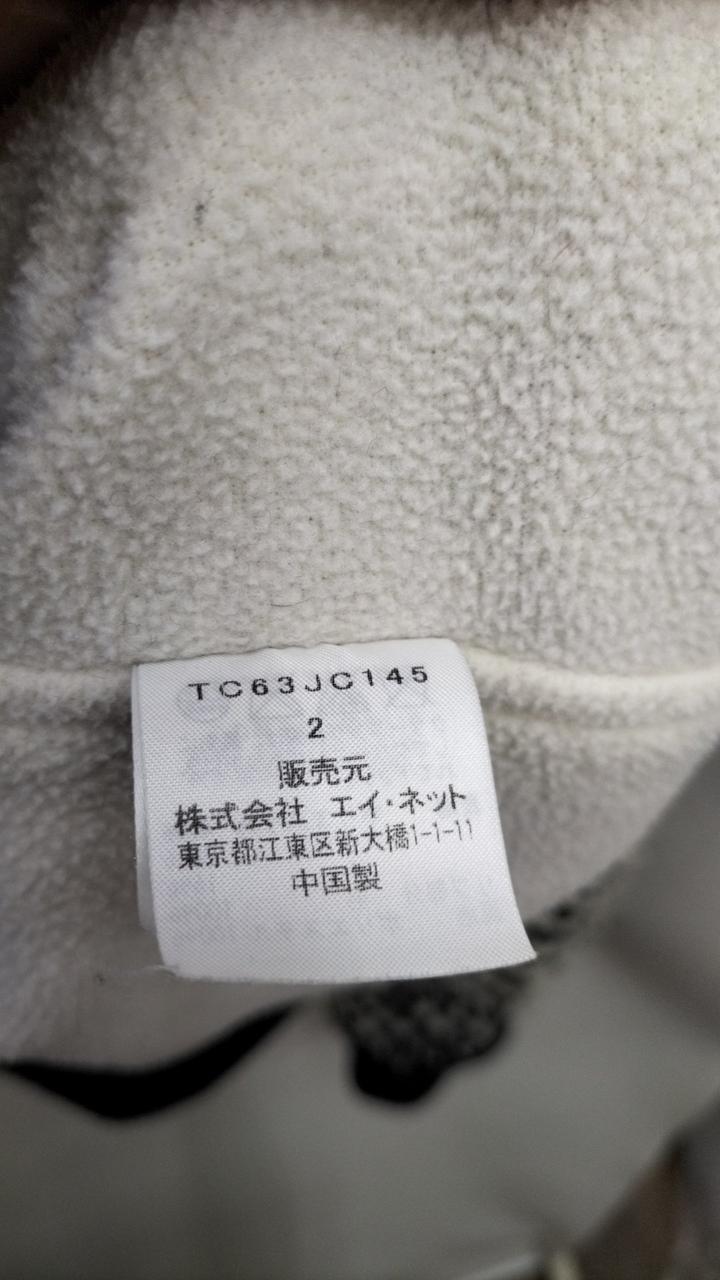 TC63JC145
2
販売元
株式会社 エイ・ネット
東京都江東区新大橋1-1-11
中国製